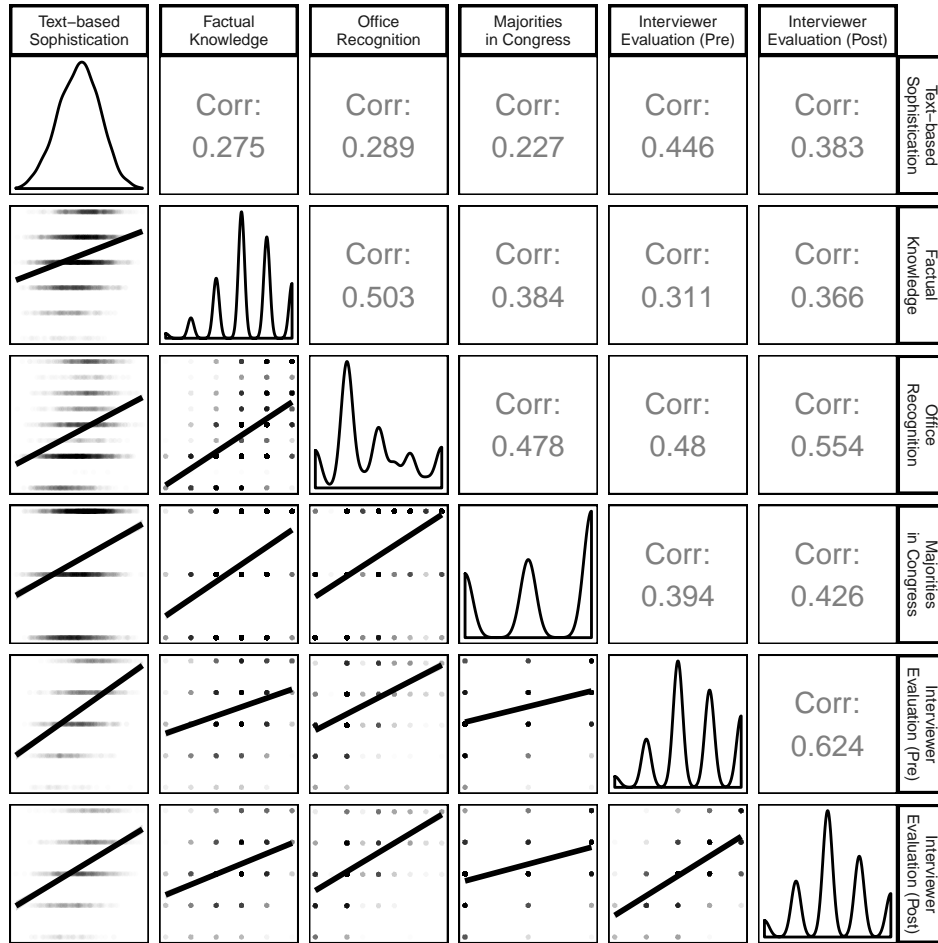 Text−based
Sophistication
Factual
Knowledge
Office
Recognition
Majorities
in Congress
Interviewer
Evaluation (Pre)
Interviewer
Evaluation (Post)
Corr:
0.275
Corr:
0.289
Corr:
0.227
Corr:
0.446
Corr:
0.383
Text−based
Sophistication
Corr:
0.503
Corr:
0.384
Corr:
0.311
Corr:
0.366
Factual
Knowledge
Corr:
0.478
Corr:
0.48
Corr:
0.554
Office
Recognition
Corr:
0.394
Corr:
0.426
Majorities
in Congress
Corr:
0.624
Interviewer
Evaluation (Pre)
Interviewer
Evaluation (Post)